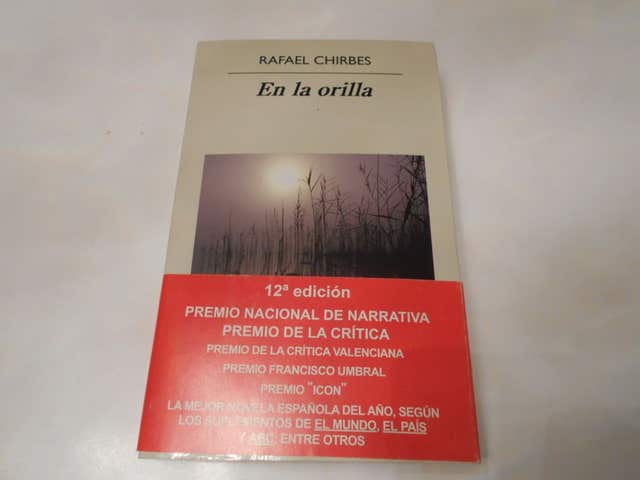 RAFAEL CHIRBES
En la orilla
12ª edición
PREMIO NACIONAL DE NARRATIVA
PREMIO DE LA CRÍTICA
PREMIO DE LA CRÍTICA VALENCIANA
PREMIO FRANCISCO UMBRAL
PREMIO "ICON"
LA MEJOR NOVELA ESPAÑOLA DEL AÑO, SEGÚN
LOS SUPLEMENTOS DE EL MUNDO, EL PAÍS
Y ABC, ENTRE OTROS